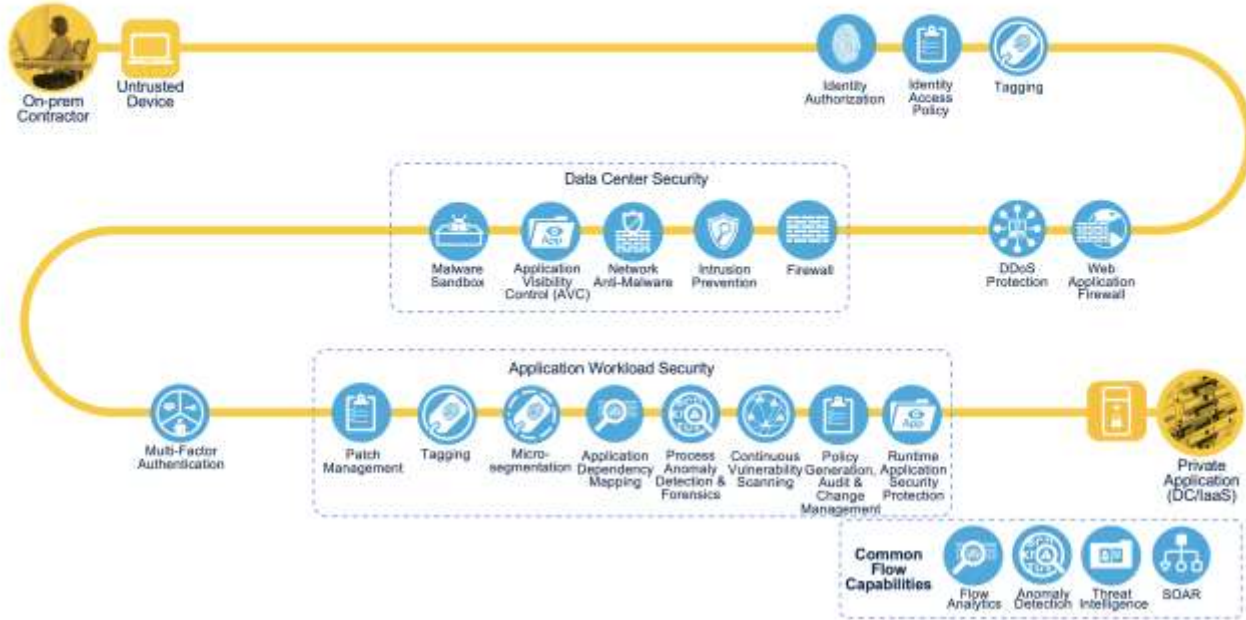 On-prem
Contractor
Untrusted
Device
Identity
Authorization
Identity
Access
Policy
Tagging
Data Center Security
Malware
Sandbox
Application
Visibility
Control (AVC)
App
Network
Anti-Malware
Intrusion
Prevention
Firewall
DDoS
Protection
Web
Application
Firewall
Application Workload Security
Multi-Factor
Authentication
Patch
Management
Tagging
Micro-
segmentation
Application
Dependency
Mapping
Process
Anomaly
Detection &
Forensics
Continuous
Vulnerability
Scanning
Policy
Generation,
Audit &
Change
Management
App
Runtime
Application
Security
Protection
Private
Application
(DC/IaaS)
Common
Flow
Capabilities
Flow
Analytics
Anomaly
Detection
Threat
Intelligence
SOAR